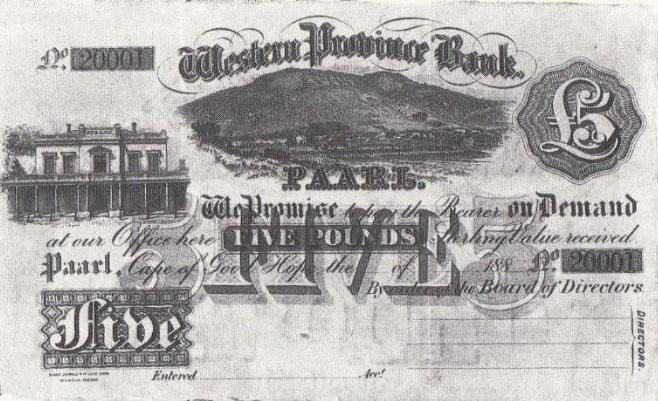 Nº 20001
Western Province Bank.
£5
PAARL.
We Promise to pay the Bearer on Demand
at our Office here FIVE POUNDS Sterling Value received.
FIVE
Paarl, Cape of Good Hope, the of 188 Nº 20001
By order of the Board of Directors.
Five
DIRECTORS.
Entered Acct